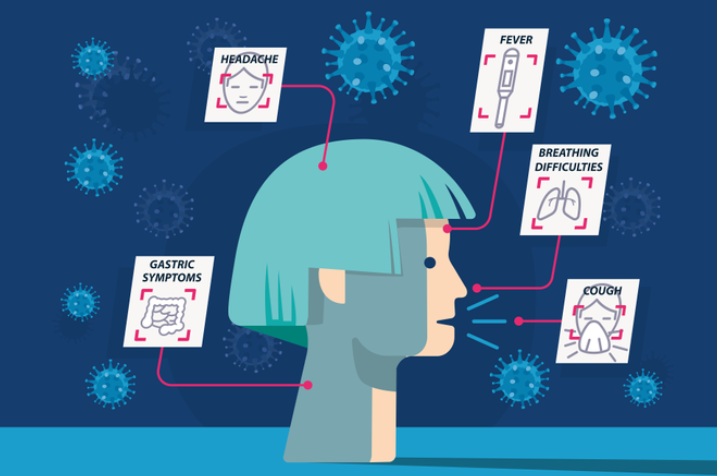 HEADACHE
FEVER
BREATHING
DIFFICULTIES
GASTRIC
SYMPTOMS
COUGH